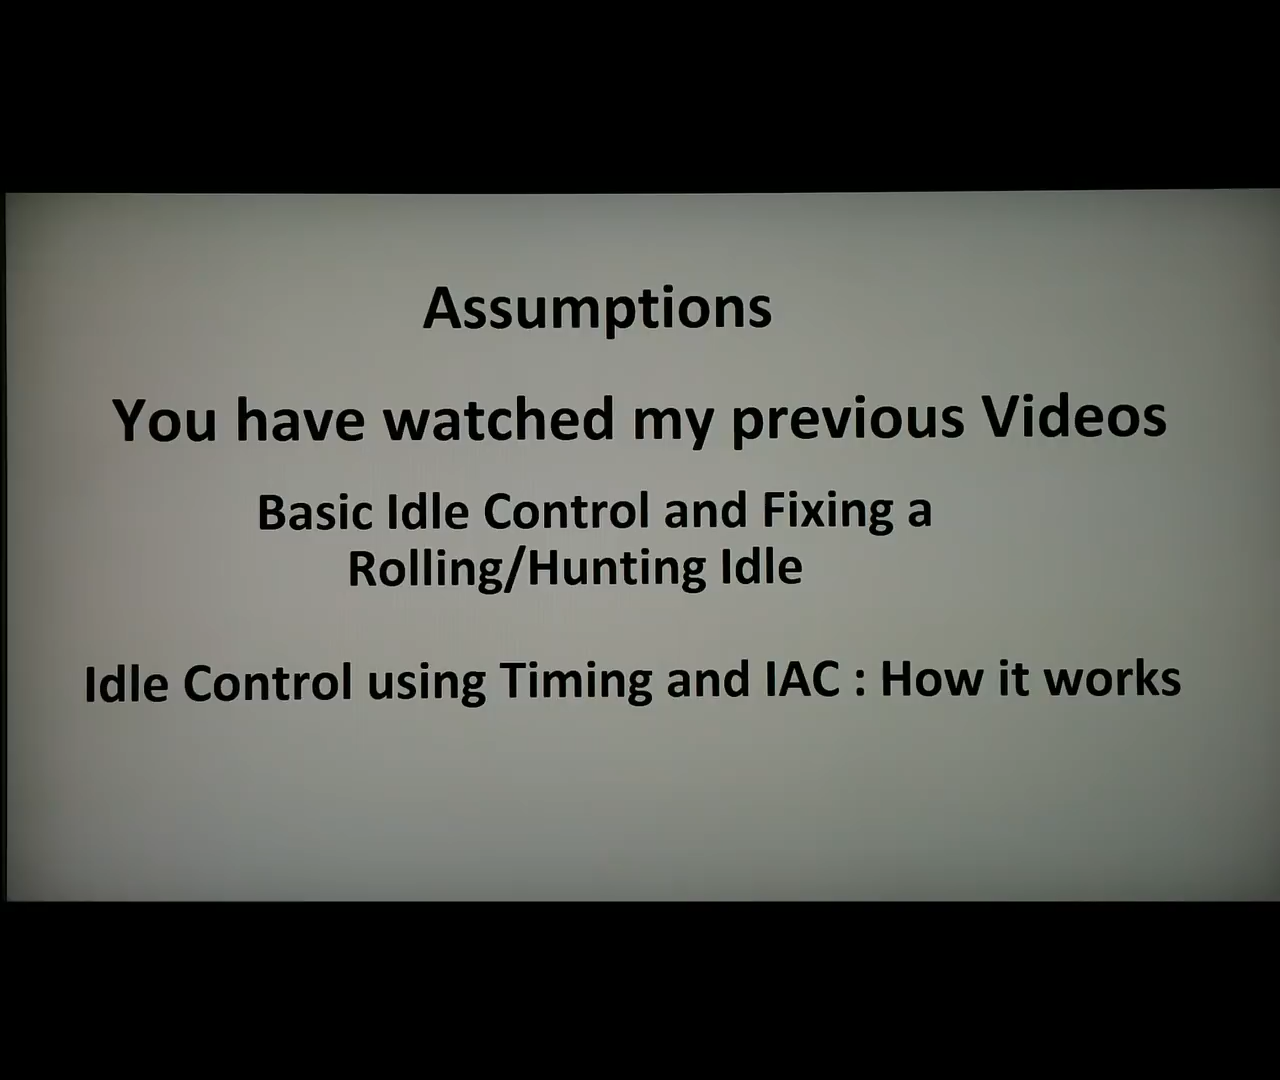 Assumptions
You have watched my previous Videos
Basic Idle Control and Fixing a
Rolling/Hunting Idle
Idle Control using Timing and IAC : How it works